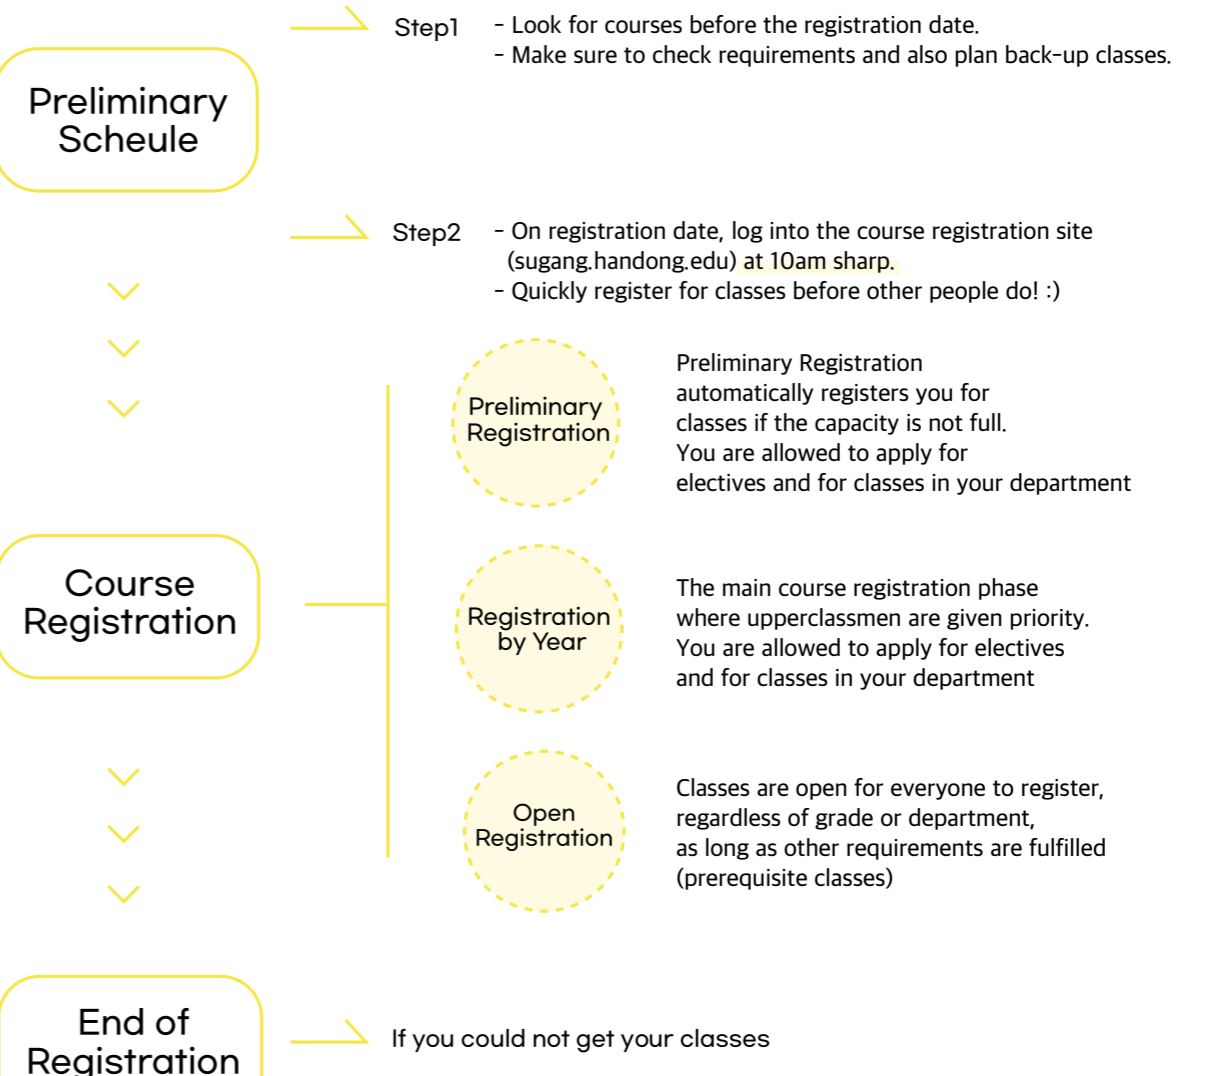 Step1
- Look for courses before the registration date.
- Make sure to check requirements and also plan back-up classes.
Preliminary
Scheule
Step2
- On registration date, log into the course registration site
(sugang.handong.edu) at 10am sharp.
- Quickly register for classes before other people do! :)
Preliminary
Registration
Preliminary Registration
automatically registers you for
classes if the capacity is not full.
You are allowed to apply for
electives and for classes in your department
Course
Registration
Registration
by Year
The main course registration phase
where upperclassmen are given priority.
You are allowed to apply for electives
and for classes in your department
Open
Registration
Classes are open for everyone to register,
regardless of grade or department,
as long as other requirements are fulfilled
(prerequisite classes)
End of
Registration
If you could not get your classes